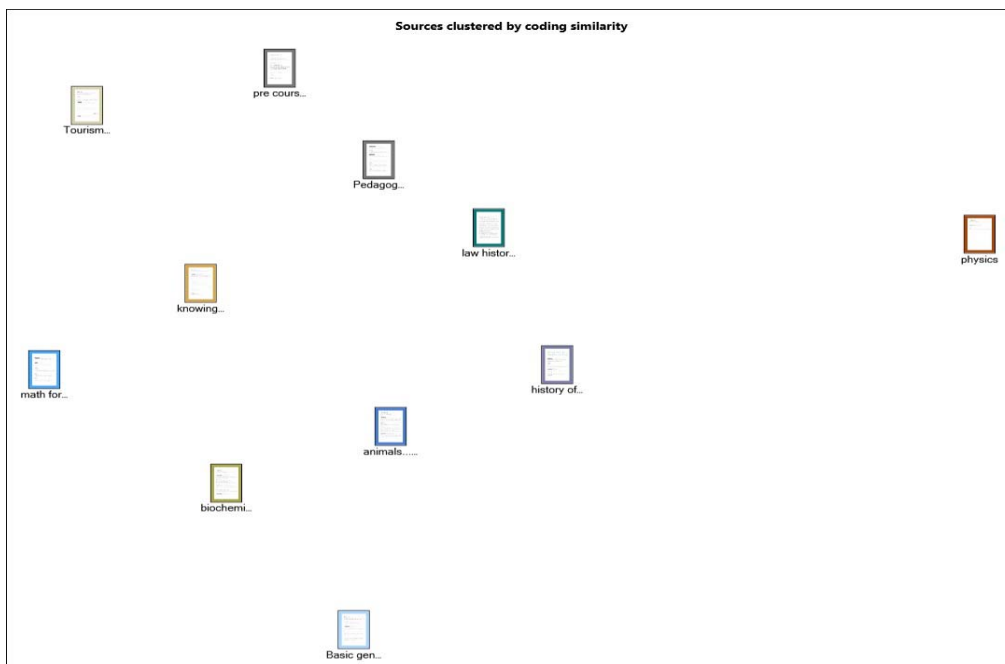 Sources clustered by coding similarity
pre cours...
Tourism...
Pedagog...
law histor...
physics
knowing...
math for...
history of...
animals......
biochemi...
Basic gen...